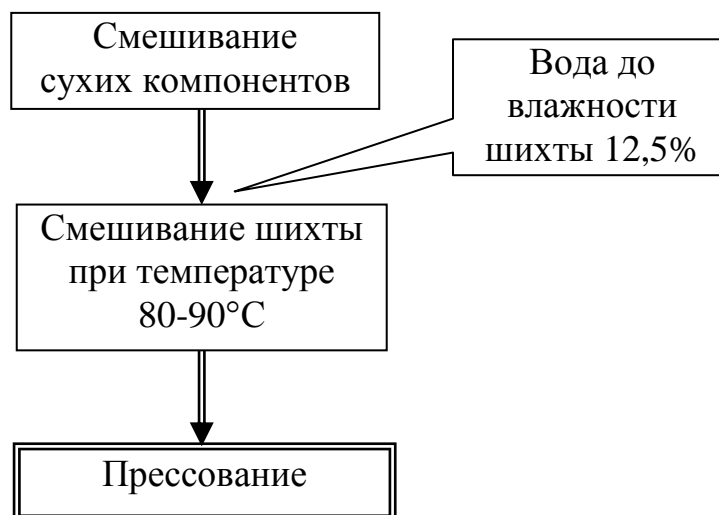 Смешивание
сухих компонентов
Вода до
влажности
шихты 12,5%
Смешивание шихты
при температуре
80-90°С
Прессование